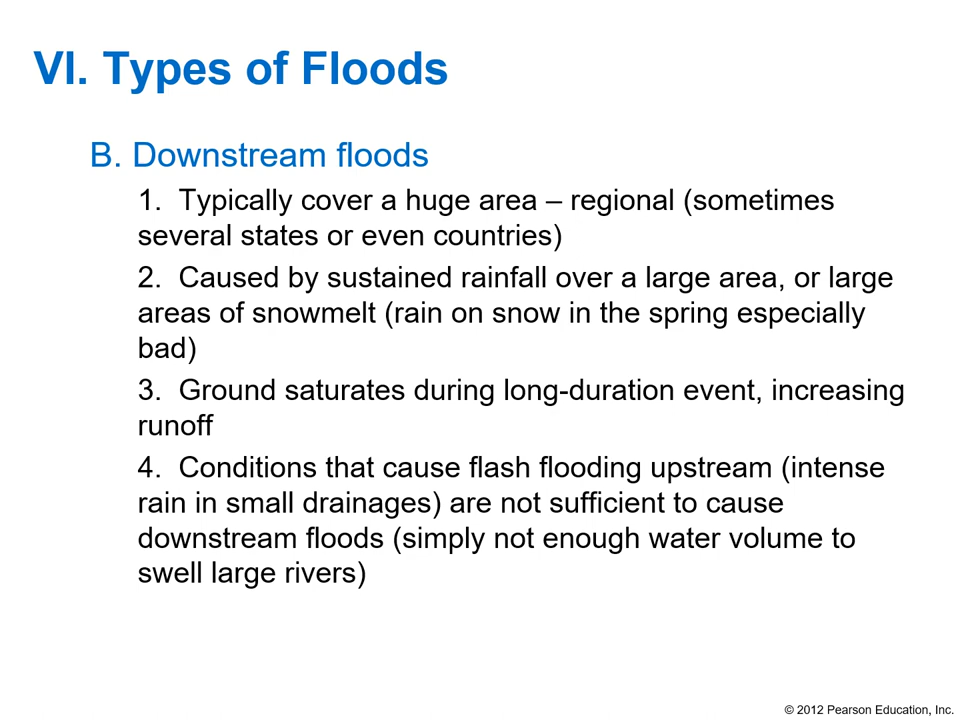 VI. Types of Floods
B. Downstream floods
1. Typically cover a huge area – regional (sometimes
several states or even countries)
2. Caused by sustained rainfall over a large area, or large
areas of snowmelt (rain on snow in the spring especially
bad)
3. Ground saturates during long-duration event, increasing
runoff
4. Conditions that cause flash flooding upstream (intense
rain in small drainages) are not sufficient to cause
downstream floods (simply not enough water volume to
swell large rivers)
© 2012 Pearson Education, Inc.